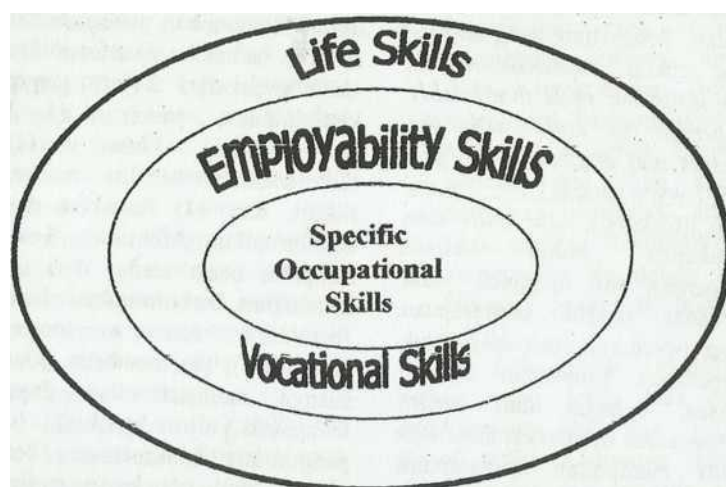 Life Skills
Employability Skills
Specific
Occupational
Skills
Vocational Skills